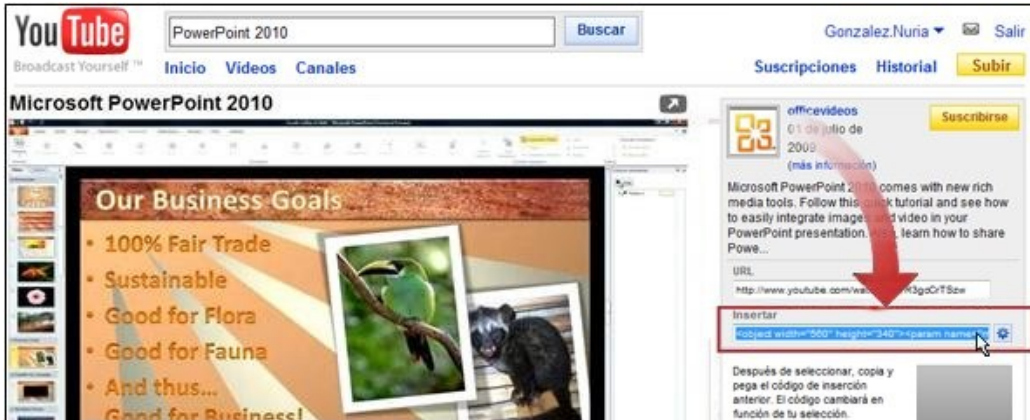 You Tube
Broadcast Yourself ™
PowerPoint 2010
Buscar
Gonzalez.Nuria
Salir
Inicio Videos Canales
Suscripciones Historial Subir
Microsoft PowerPoint 2010
Our Business Goals
• 100% Fair Trade
• Sustainable
• Good for Flora
• Good for Fauna
• And thus...
Good for Business!
officevideos
01 de julio de
2009
(más información)
Suscribirse
Microsoft PowerPoint 2010 comes with new rich
media tools. Follow this quick tutorial and see how
to easily integrate images and video in your
PowerPoint presentation. learn how to share
Powe...
URL
http://www.youtube.com/
Insertar
<object width="560" height="340"><param name=
Después de seleccionar, copia y
pega el código de inserción
anterior. El código cambiará en
función de tu selección.